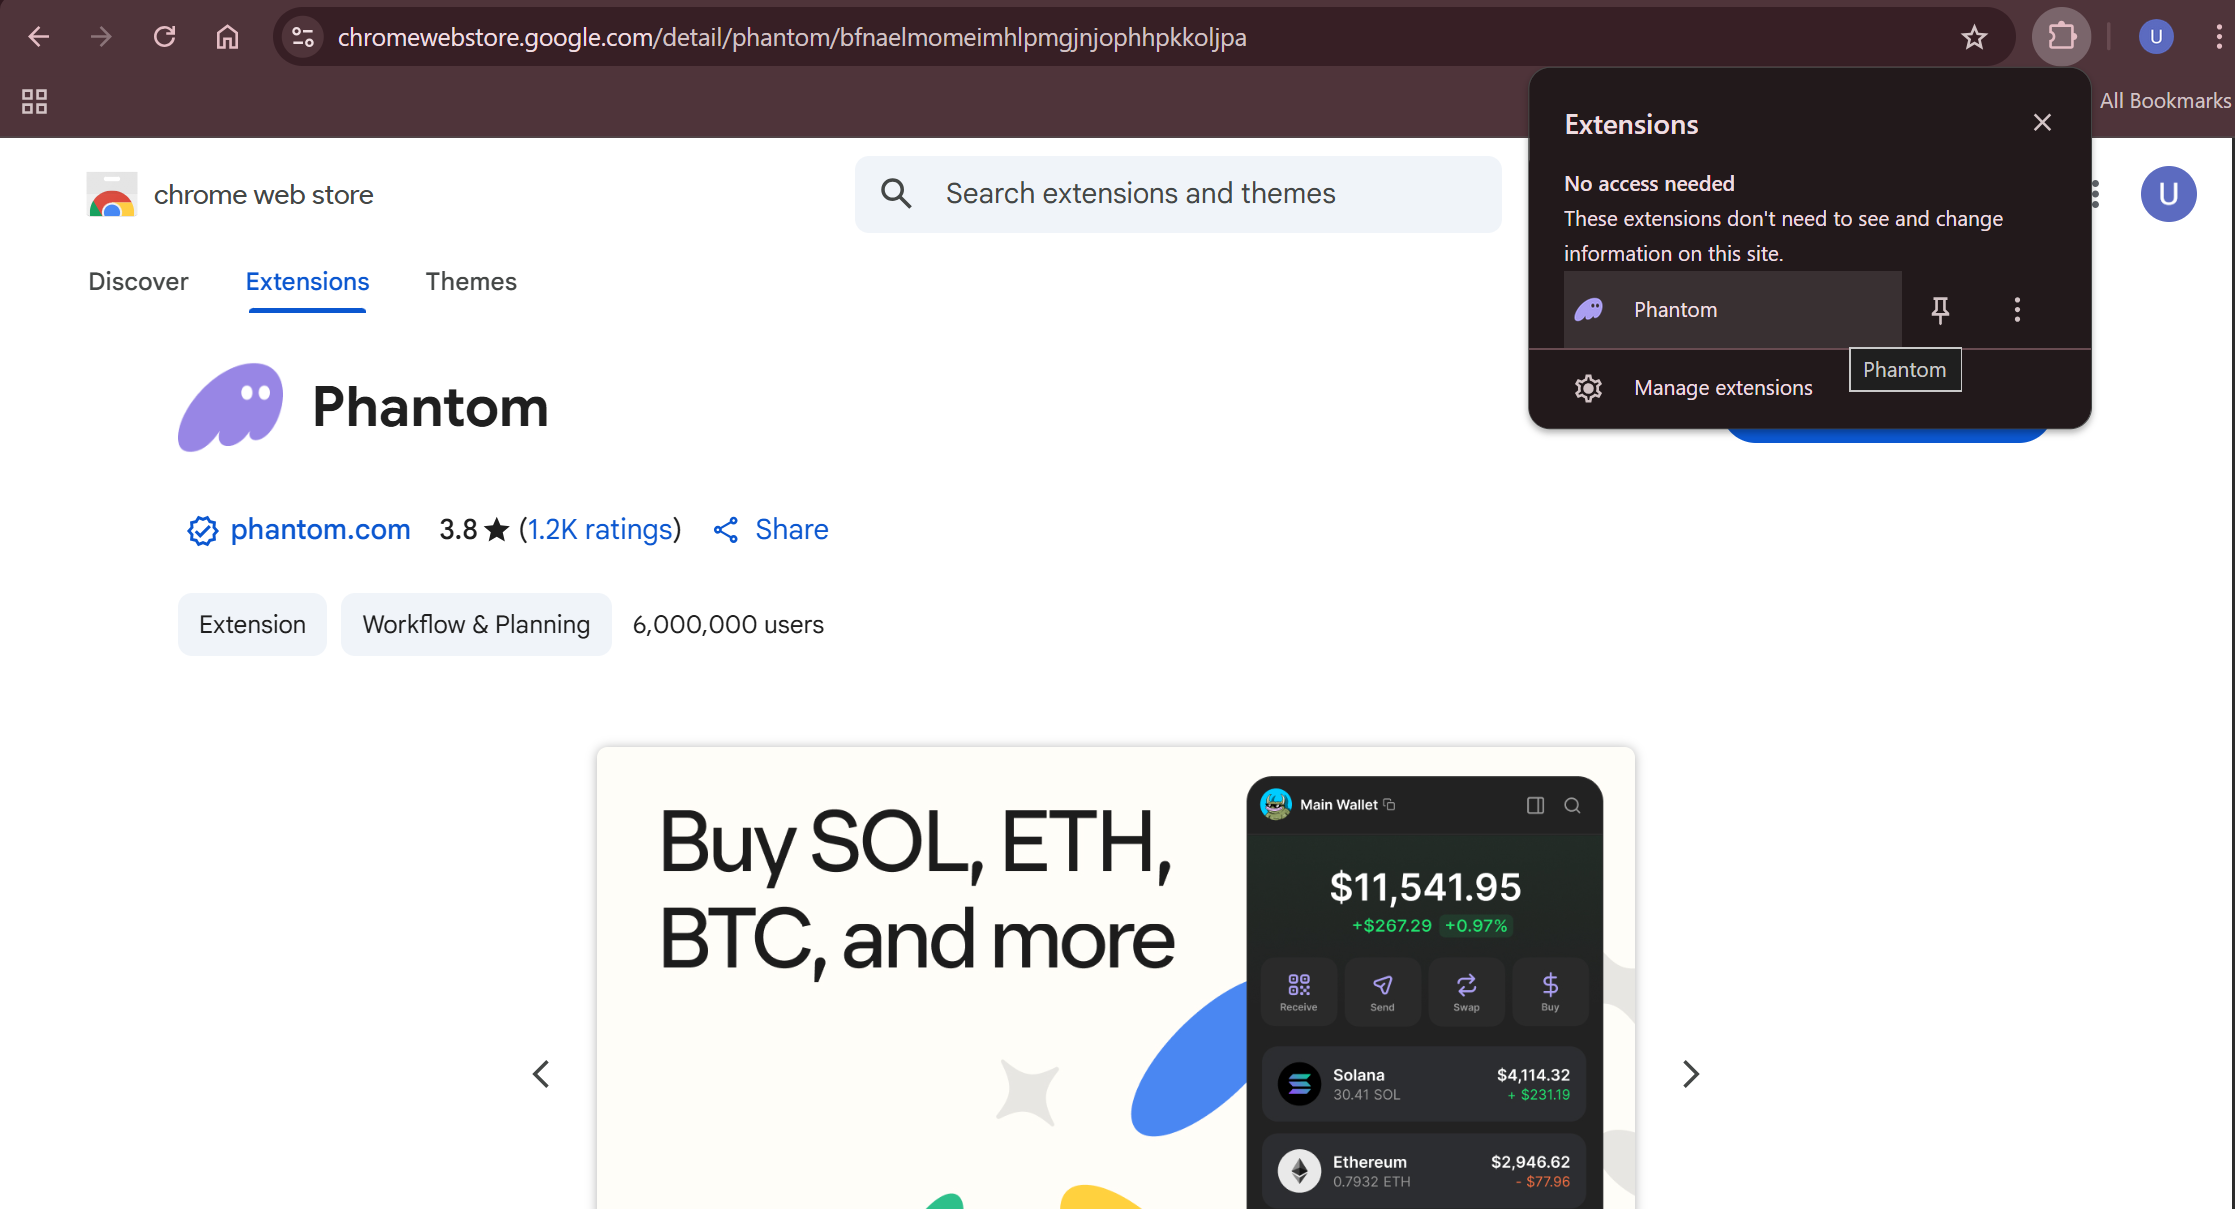 chromewebstore.google.com/detail/phantom/bfnaelmomeimhlpmgjnjophhpkkoljpa
U
All Bookmarks
Extensions
No access needed
These extensions don't need to see and change
information on this site.
Phantom
Phantom
Manage extensions
chrome web store
Search extensions and themes
U
Discover
Extensions
Themes
Phantom
phantom.com
3.8 ★ (1.2K ratings)
Share
Extension
Workflow & Planning
6,000,000 users
Buy SOL, ETH,
BTC, and more
Main Wallet
$11,541.95
+$267.29 +0.97%
Receive
Send
Swap
Buy
Solana
$4,114.32
30.41 SOL
+ $231.19
Ethereum
$2,946.62
0.7932 ETH
- $77.96